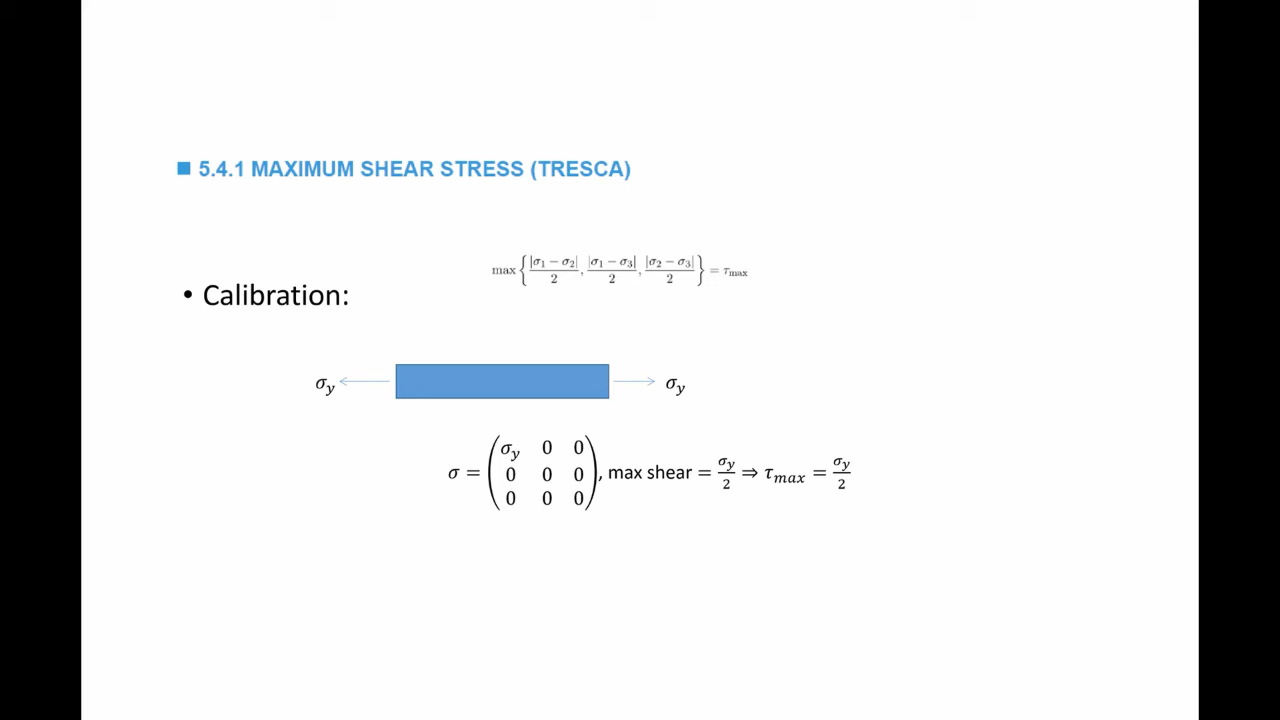 5.4.1 MAXIMUM SHEAR STRESS (TRESCA)
max { |σ₁ − σ₂|/2 , |σ₁ − σ₃|/2 , |σ₂ − σ₃|/2 } = τmax
• Calibration:
σy σy
σ = (σy 0 0
0 0 0
0 0 0), max shear = σy/2 ⇒ τmax = σy/2